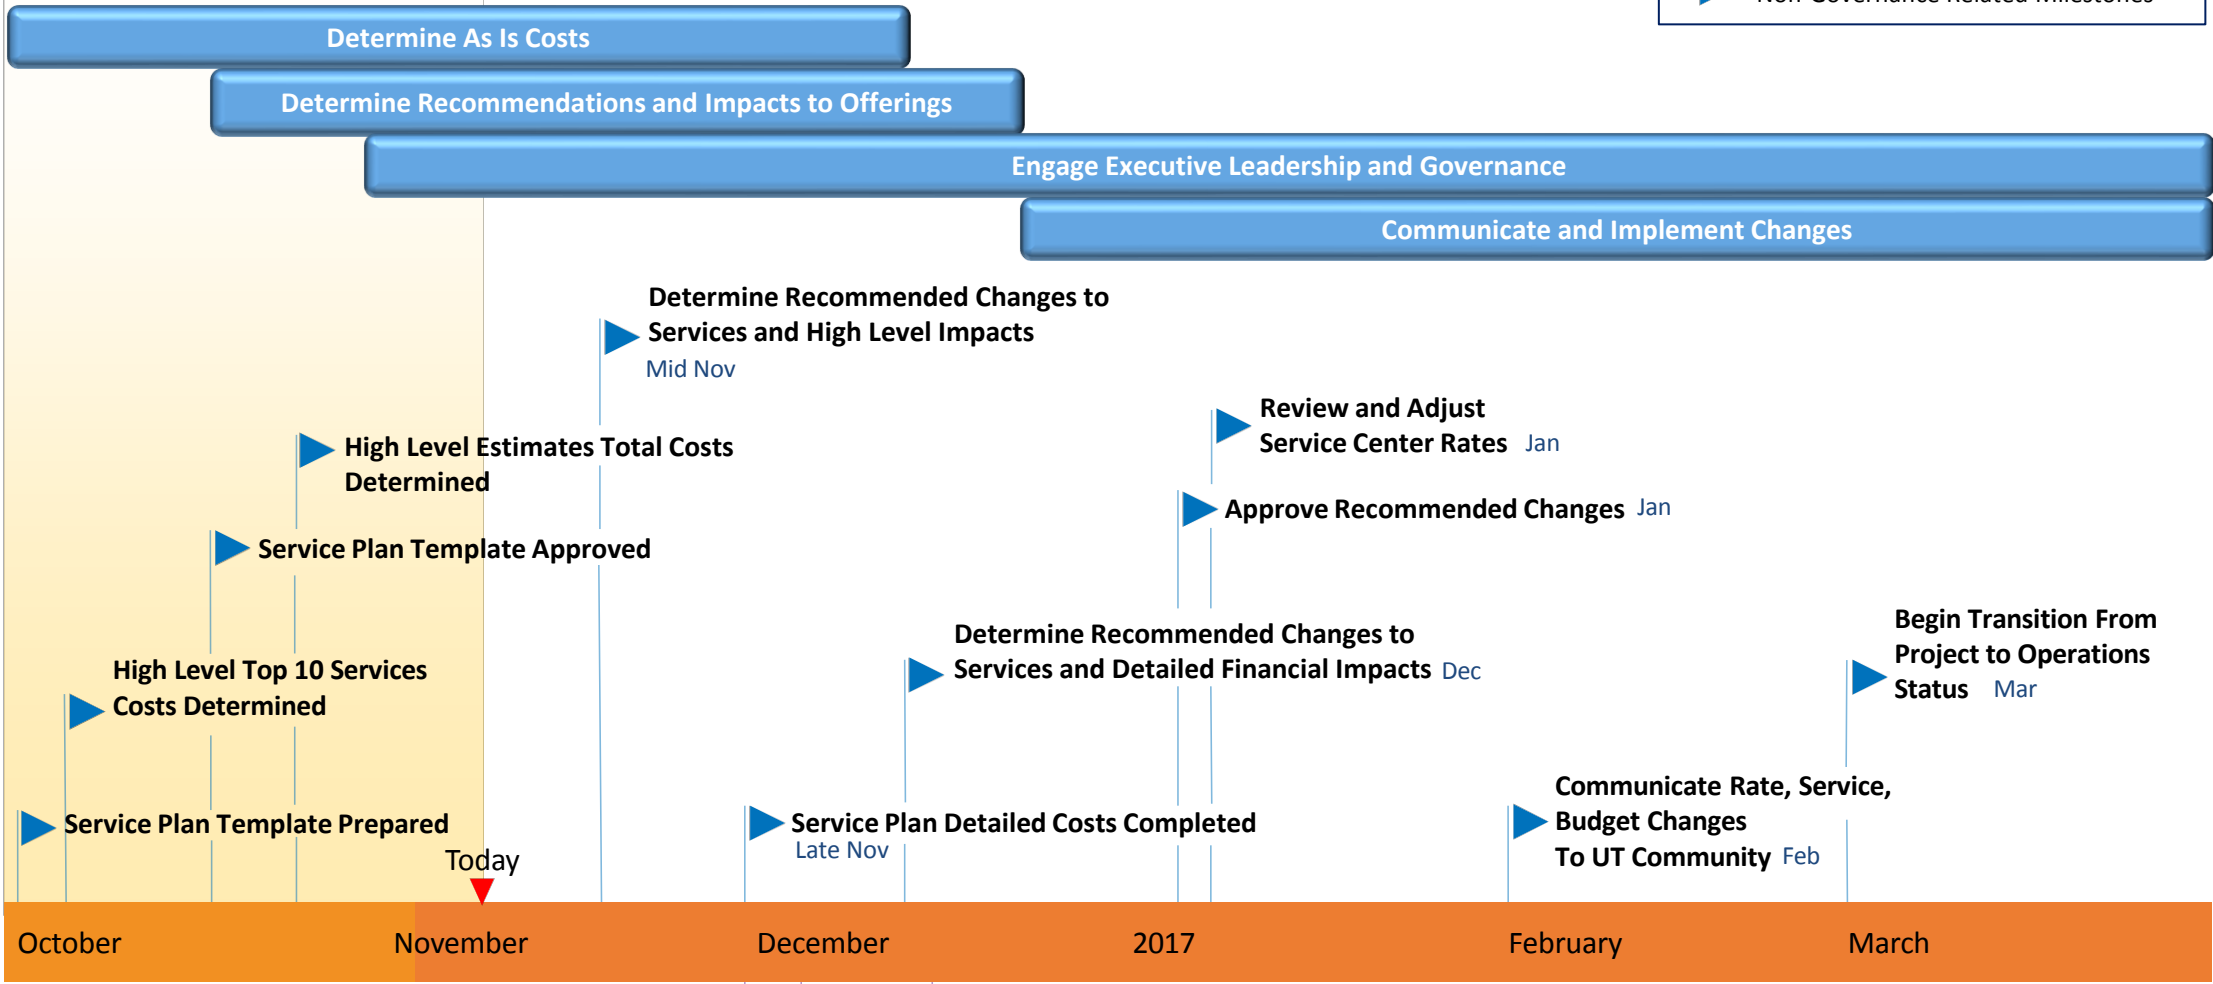 Non-Governance Related Milestones
Determine As Is Costs
Determine Recommendations and Impacts to Offerings
Engage Executive Leadership and Governance
Communicate and Implement Changes
Determine Recommended Changes to
Services and High Level Impacts
Mid Nov
Review and Adjust
Service Center Rates Jan
High Level Estimates Total Costs
Determined
Approve Recommended Changes Jan
Service Plan Template Approved
Determine Recommended Changes to
Services and Detailed Financial Impacts Dec
Begin Transition From
Project to Operations
Status Mar
High Level Top 10 Services
Costs Determined
Communicate Rate, Service,
Budget Changes
To UT Community Feb
Service Plan Template Prepared
Service Plan Detailed Costs Completed
Late Nov
Today
October November December 2017 February March